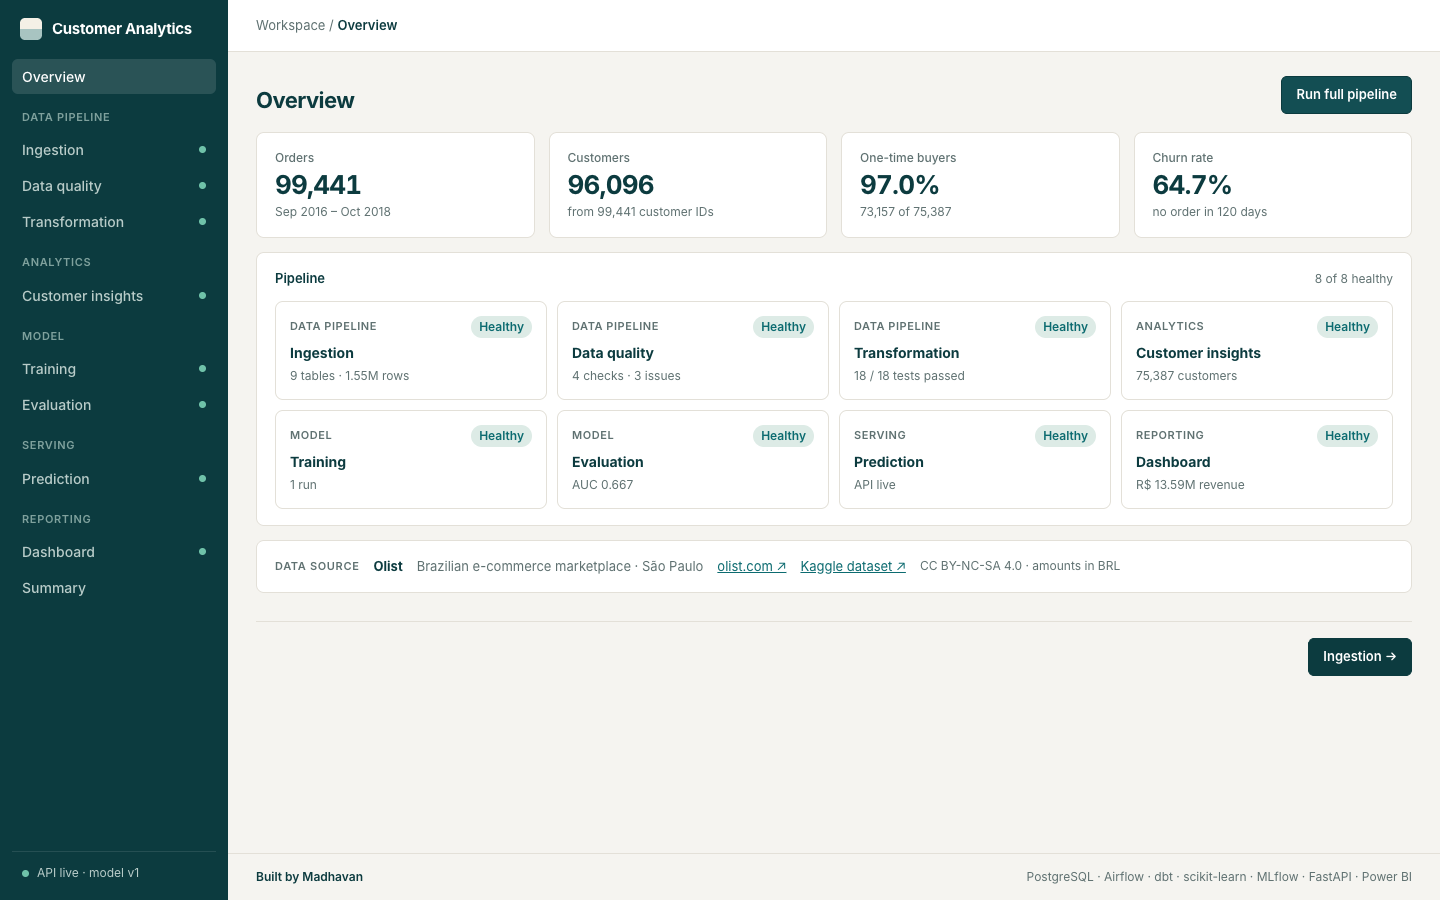 Customer Analytics
Overview
DATA PIPELINE
Ingestion
Data quality
Transformation
ANALYTICS
Customer insights
MODEL
Training
Evaluation
SERVING
Prediction
REPORTING
Dashboard
Summary
API live · model v1
Workspace / Overview
Overview
Run full pipeline
Orders
99,441
Sep 2016 – Oct 2018
Customers
96,096
from 99,441 customer IDs
One-time buyers
97.0%
73,157 of 75,387
Churn rate
64.7%
no order in 120 days
Pipeline
8 of 8 healthy
DATA PIPELINE Healthy
Ingestion
9 tables · 1.55M rows
DATA PIPELINE Healthy
Data quality
4 checks · 3 issues
DATA PIPELINE Healthy
Transformation
18 / 18 tests passed
ANALYTICS Healthy
Customer insights
75,387 customers
MODEL Healthy
Training
1 run
MODEL Healthy
Evaluation
AUC 0.667
SERVING Healthy
Prediction
API live
REPORTING Healthy
Dashboard
R$ 13.59M revenue
DATA SOURCE Olist Brazilian e-commerce marketplace · São Paulo olist.com ↗ Kaggle dataset ↗ CC BY-NC-SA 4.0 · amounts in BRL
Ingestion →
Built by Madhavan
PostgreSQL · Airflow · dbt · scikit-learn · MLflow · FastAPI · Power BI